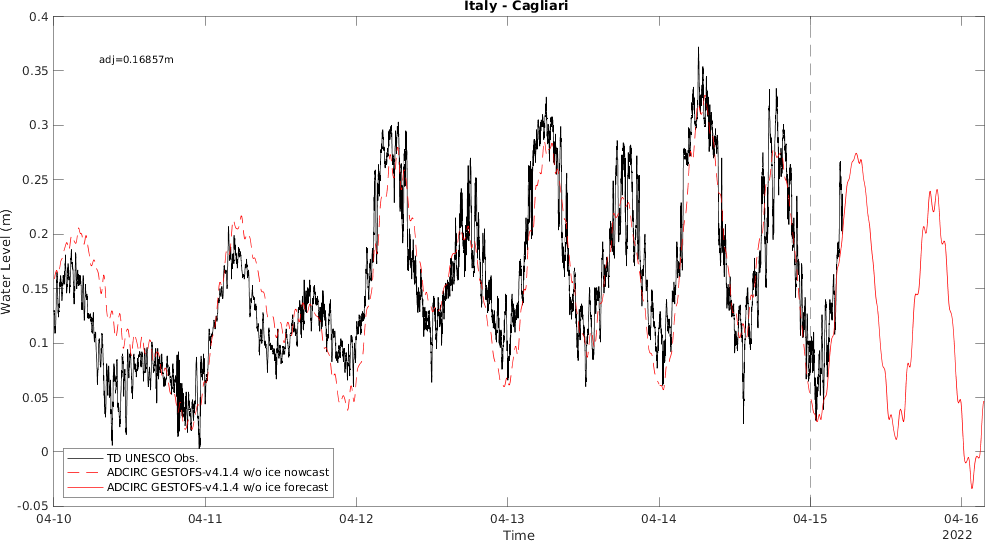 Italy - Cagliari
0.4
0.35
0.3
0.25
0.2
0.15
0.1
0.05
0
-0.05
Water Level (m)
adj=0.16857m
TD UNESCO Obs.
ADCIRC GESTOFS-v4.1.4 w/o ice nowcast
ADCIRC GESTOFS-v4.1.4 w/o ice forecast
04-10 04-11 04-12 04-13 04-14 04-15 04-16
Time
2022